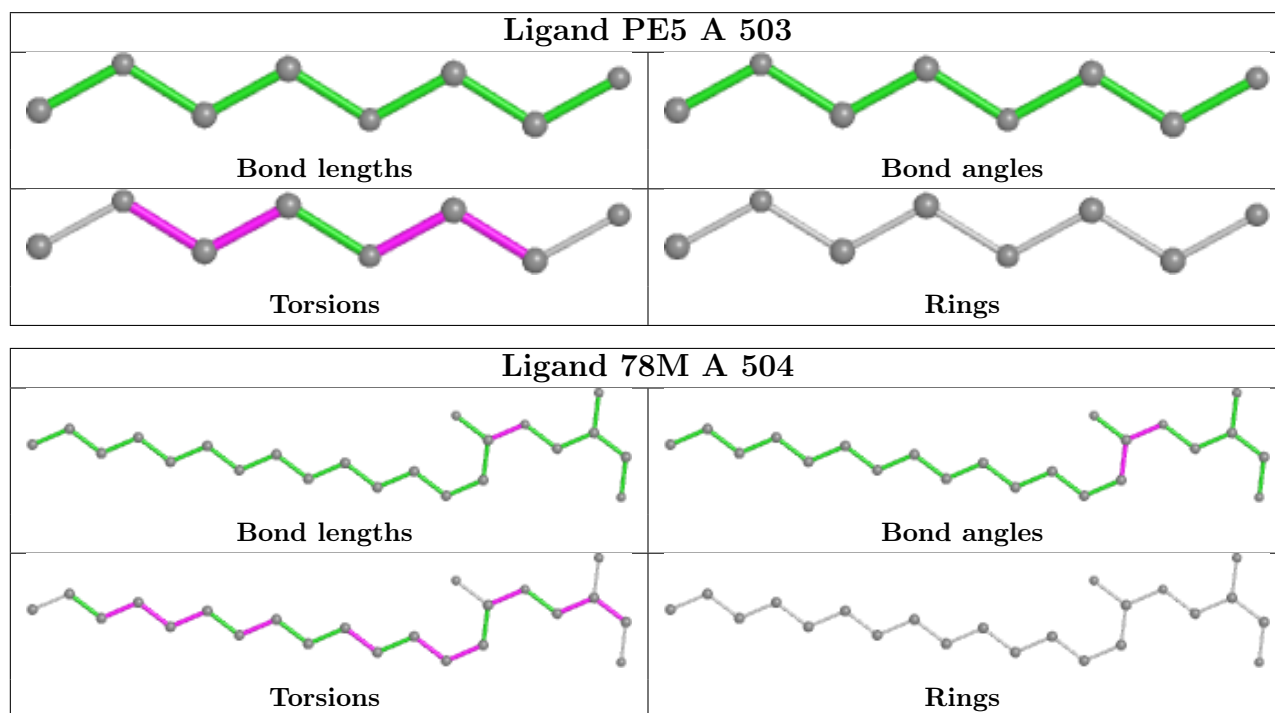 Ligand PE5 A 503
Bond lengths
Bond angles
Torsions
Rings
Ligand 78M A 504
Bond lengths
Bond angles
Torsions
Rings